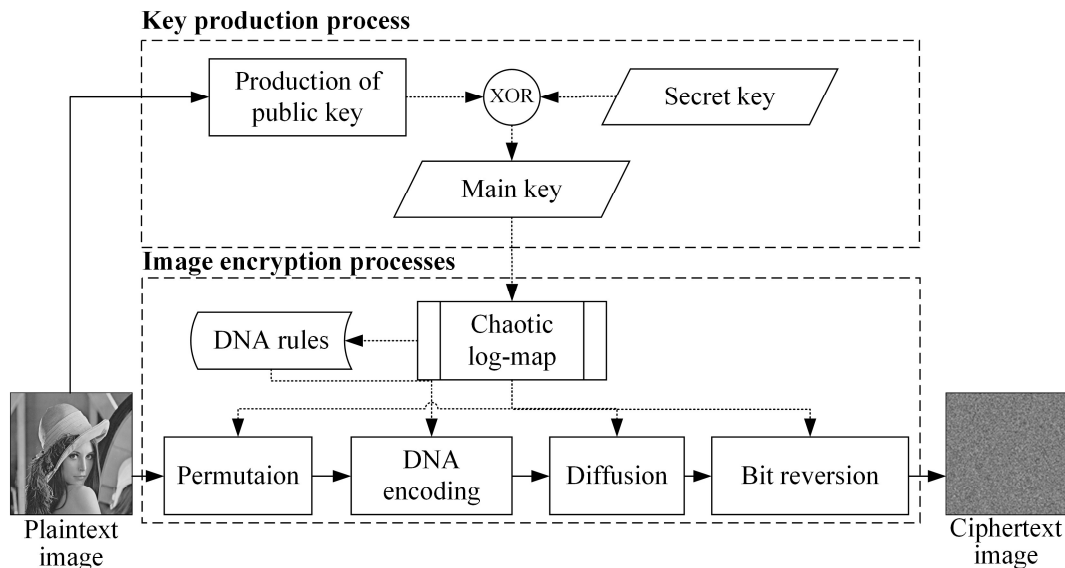 Key production process
Production of
public key
XOR
Secret key
Main key
Image encryption processes
DNA rules
Chaotic
log-map
Permutaion
DNA
encoding
Diffusion
Bit reversion
Plaintext
image
Ciphertext
image